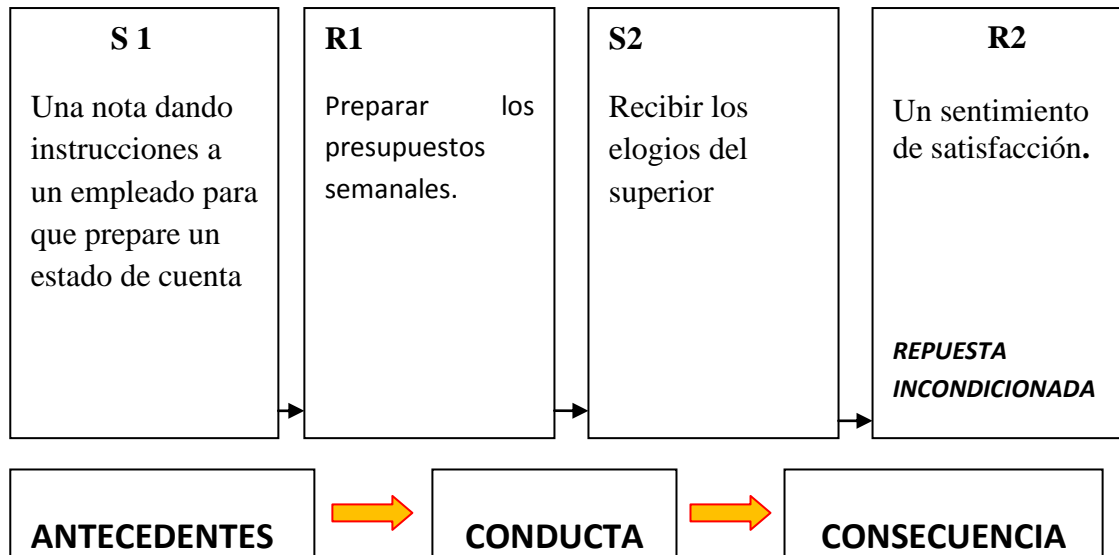 S 1
Una nota dando
instrucciones a
un empleado para
que prepare un
estado de cuenta
R1
Preparar los
presupuestos
semanales.
S2
Recibir los
elogios del
superior
R2
Un sentimiento
de satisfacción.
REPUESTA
INCONDICIONADA
ANTECEDENTES
CONDUCTA
CONSECUENCIA